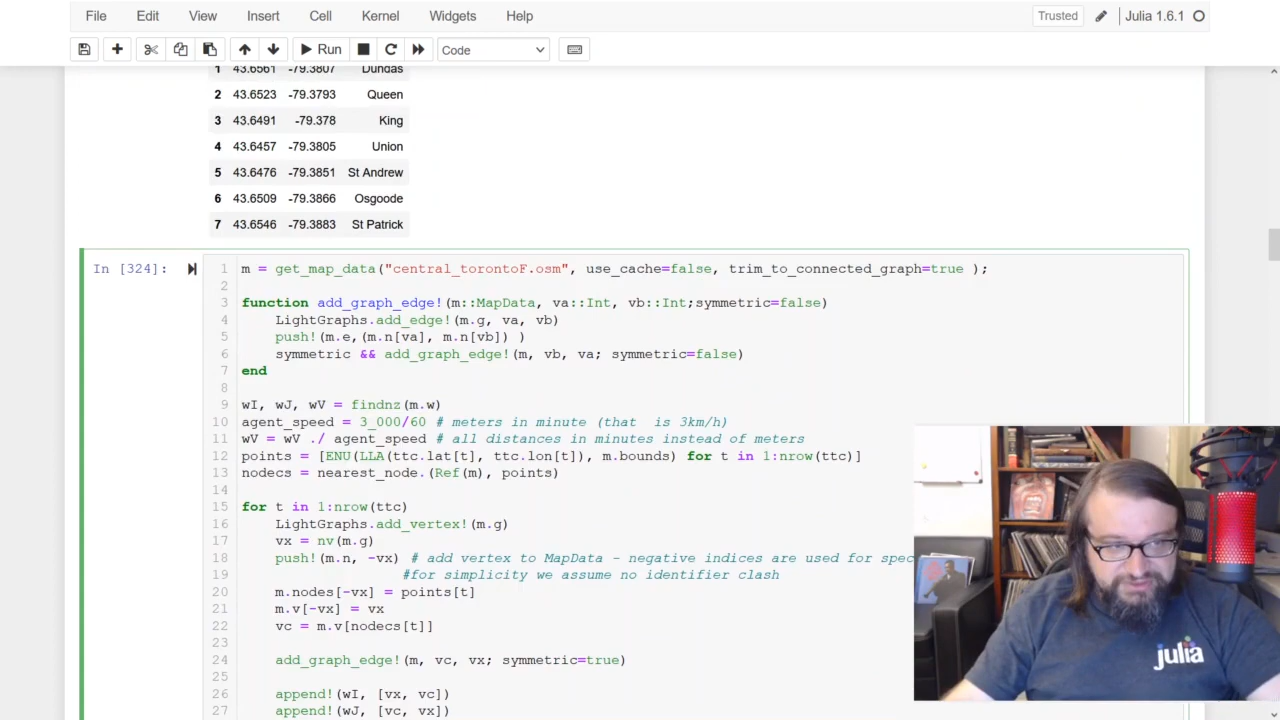 File Edit View Insert Cell Kernel Widgets Help Trusted Julia 1.6.1
Run Code
1 43.6561 -79.3807 Dundas
2 43.6523 -79.3793 Queen
3 43.6491 -79.378 King
4 43.6457 -79.3805 Union
5 43.6476 -79.3851 St Andrew
6 43.6509 -79.3866 Osgoode
7 43.6546 -79.3883 St Patrick
In [324]:
1 m = get_map_data("central_torontoF.osm", use_cache=false, trim_to_connected_graph=true );
2
3 function add_graph_edge!(m::MapData, va::Int, vb::Int;symmetric=false)
4 LightGraphs.add_edge!(m.g, va, vb)
5 push!(m.e,(m.n[va], m.n[vb]) )
6 symmetric && add_graph_edge!(m, vb, va; symmetric=false)
7 end
8
9 wI, wJ, wV = findnz(m.w)
10 agent_speed = 3_000/60 # meters in minute (that  is 3km/h)
11 wV = wV ./ agent_speed # all distances in minutes instead of meters
12 points = [ENU(LLA(ttc.lat[t], ttc.lon[t]), m.bounds) for t in 1:nrow(ttc)]
13 nodecs = nearest_node.(Ref(m), points)
14
15 for t in 1:nrow(ttc)
16 LightGraphs.add_vertex!(m.g)
17 vx = nv(m.g)
18 push!(m.n, -vx) # add vertex to MapData - negative indices are used for spec
19 #for simplicity we assume no identifier clash
20 m.nodes[-vx] = points[t]
21 m.v[-vx] = vx
22 vc = m.v[nodecs[t]]
23
24 add_graph_edge!(m, vc, vx; symmetric=true)
25
26 append!(wI, [vx, vc])
27 append!(wJ, [vc, vx])
julia